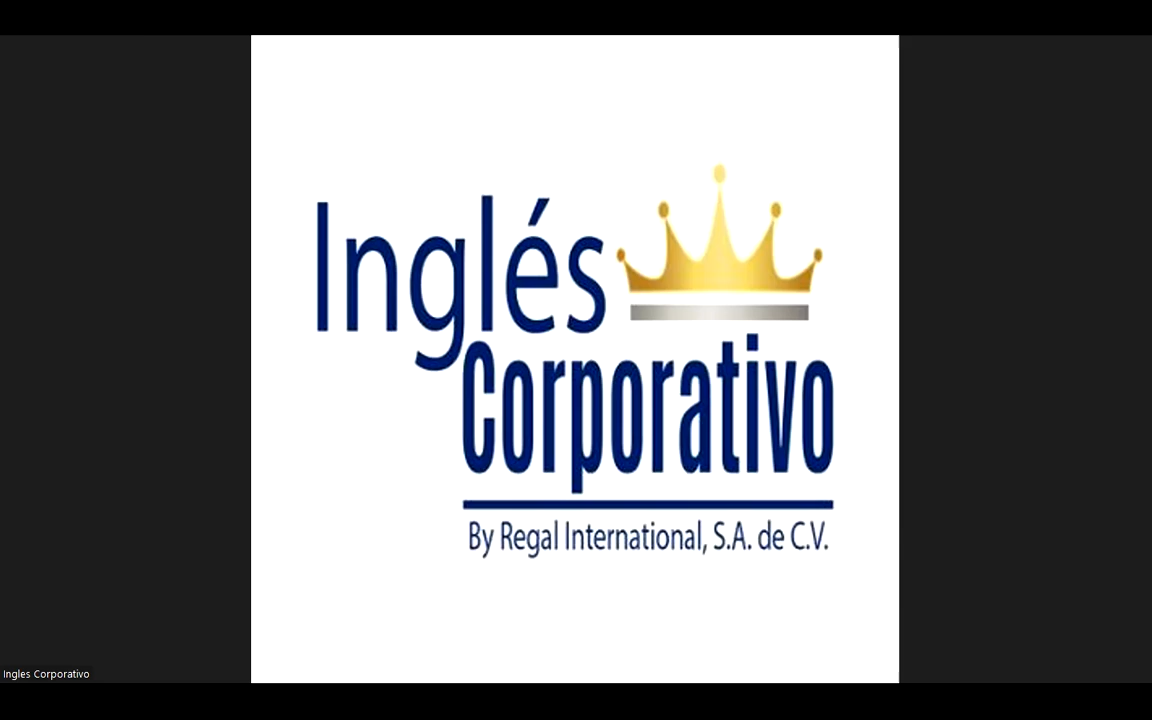 Inglés
Corporativo
By Regal International, S.A. de C.V.
Ingles Corporativo